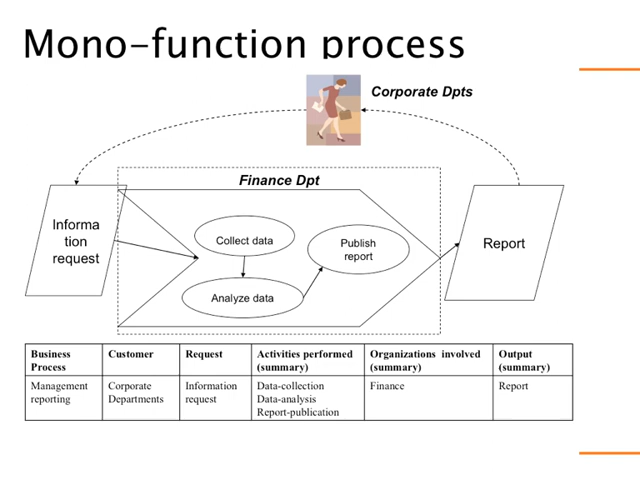 Mono-function process
Corporate Dpts
Finance Dpt
Informa
tion
request
Collect data
Publish
report
Analyze data
Report
Business
Process
Customer
Request
Activities performed
(summary)
Organizations involved
(summary)
Output
(summary)
Management
reporting
Corporate
Departments
Information
request
Data-collection
Data-analysis
Report-publication
Finance
Report